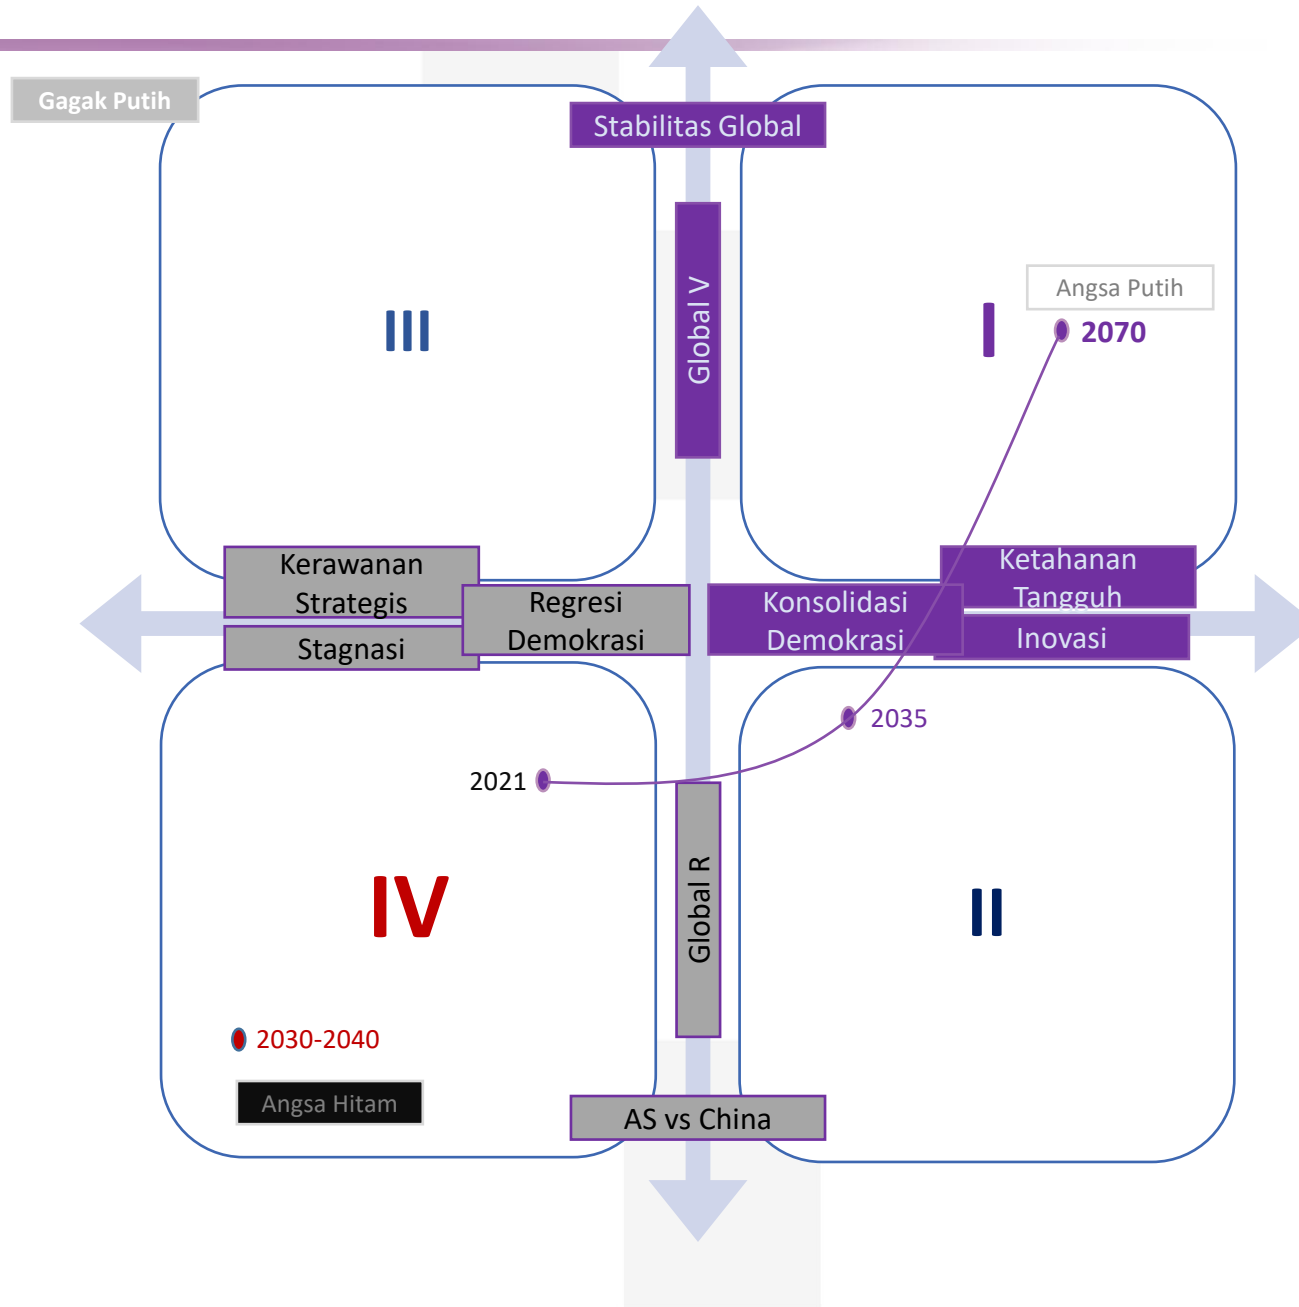 Gagak Putih
Stabilitas Global
Global V
Angsa Putih
III
I
2070
Kerawanan
Strategis
Stagnasi
Regresi
Demokrasi
Konsolidasi
Demokrasi
Ketahanan
Tangguh
Inovasi
2035
2021
Global R
IV
II
2030-2040
Angsa Hitam
AS vs China